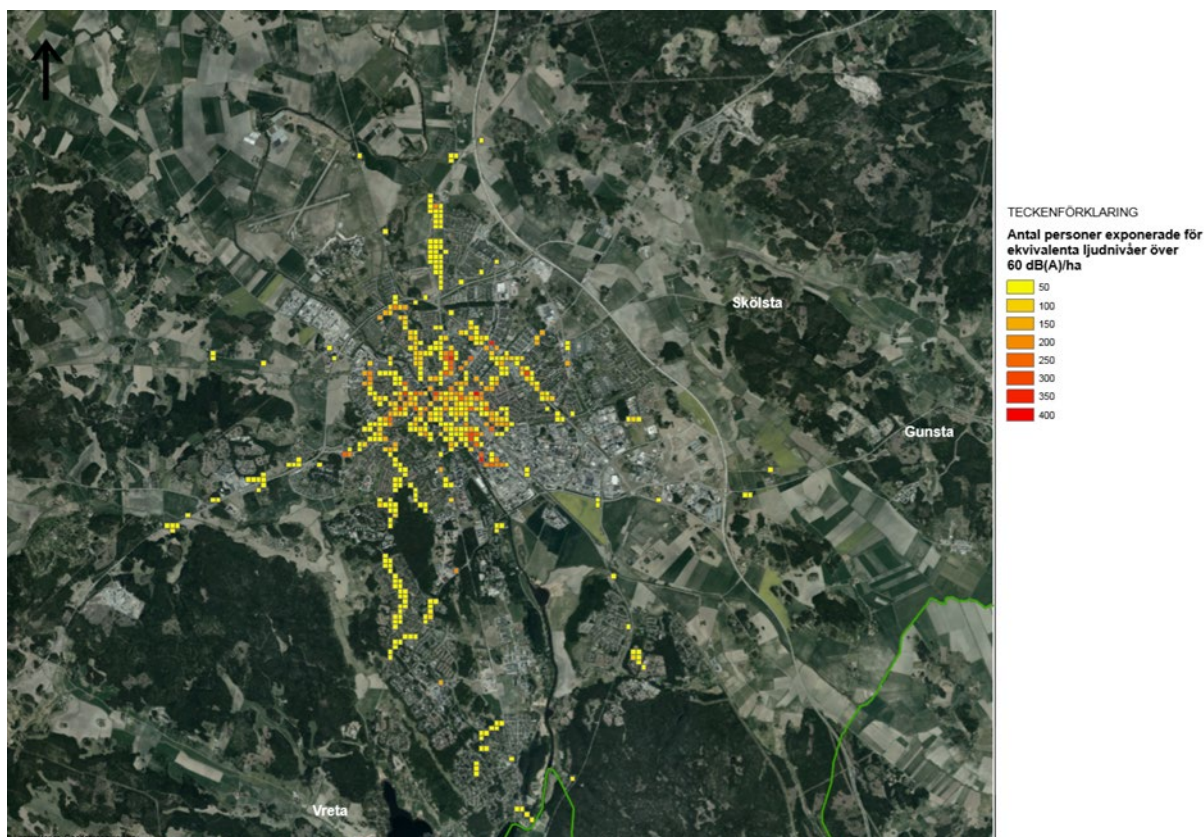 TECKENFÖRKLARING
Antal personer exponerade för
ekvivalenta ljudnivåer över
60 dB(A)/ha
50
100
150
200
250
300
350
400
Skölsta
Gunsta
Vreta